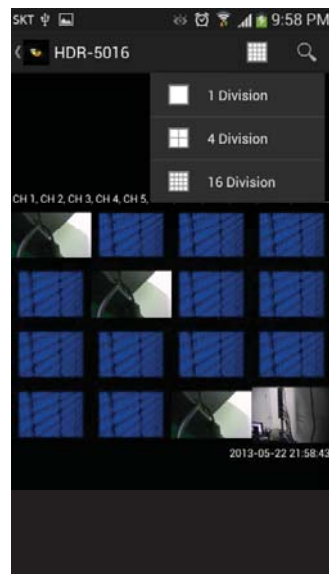 SKT 9:58 PM
HDR-5016
1 Division
4 Division
16 Division
CH 1, CH 2, CH 3, CH 4, CH 5,
2013-05-22 21:58:43